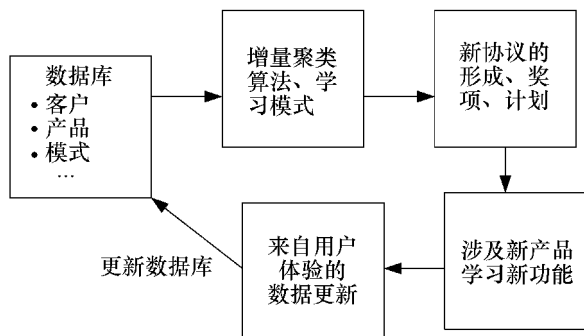 数据库
• 客户
• 产品
• 模式
...
增量聚类
算法、学
习模式
新协议的
形成、奖
项、计划
涉及新产品
学习新功能
来自用户
体验的
数据更新
更新数据库